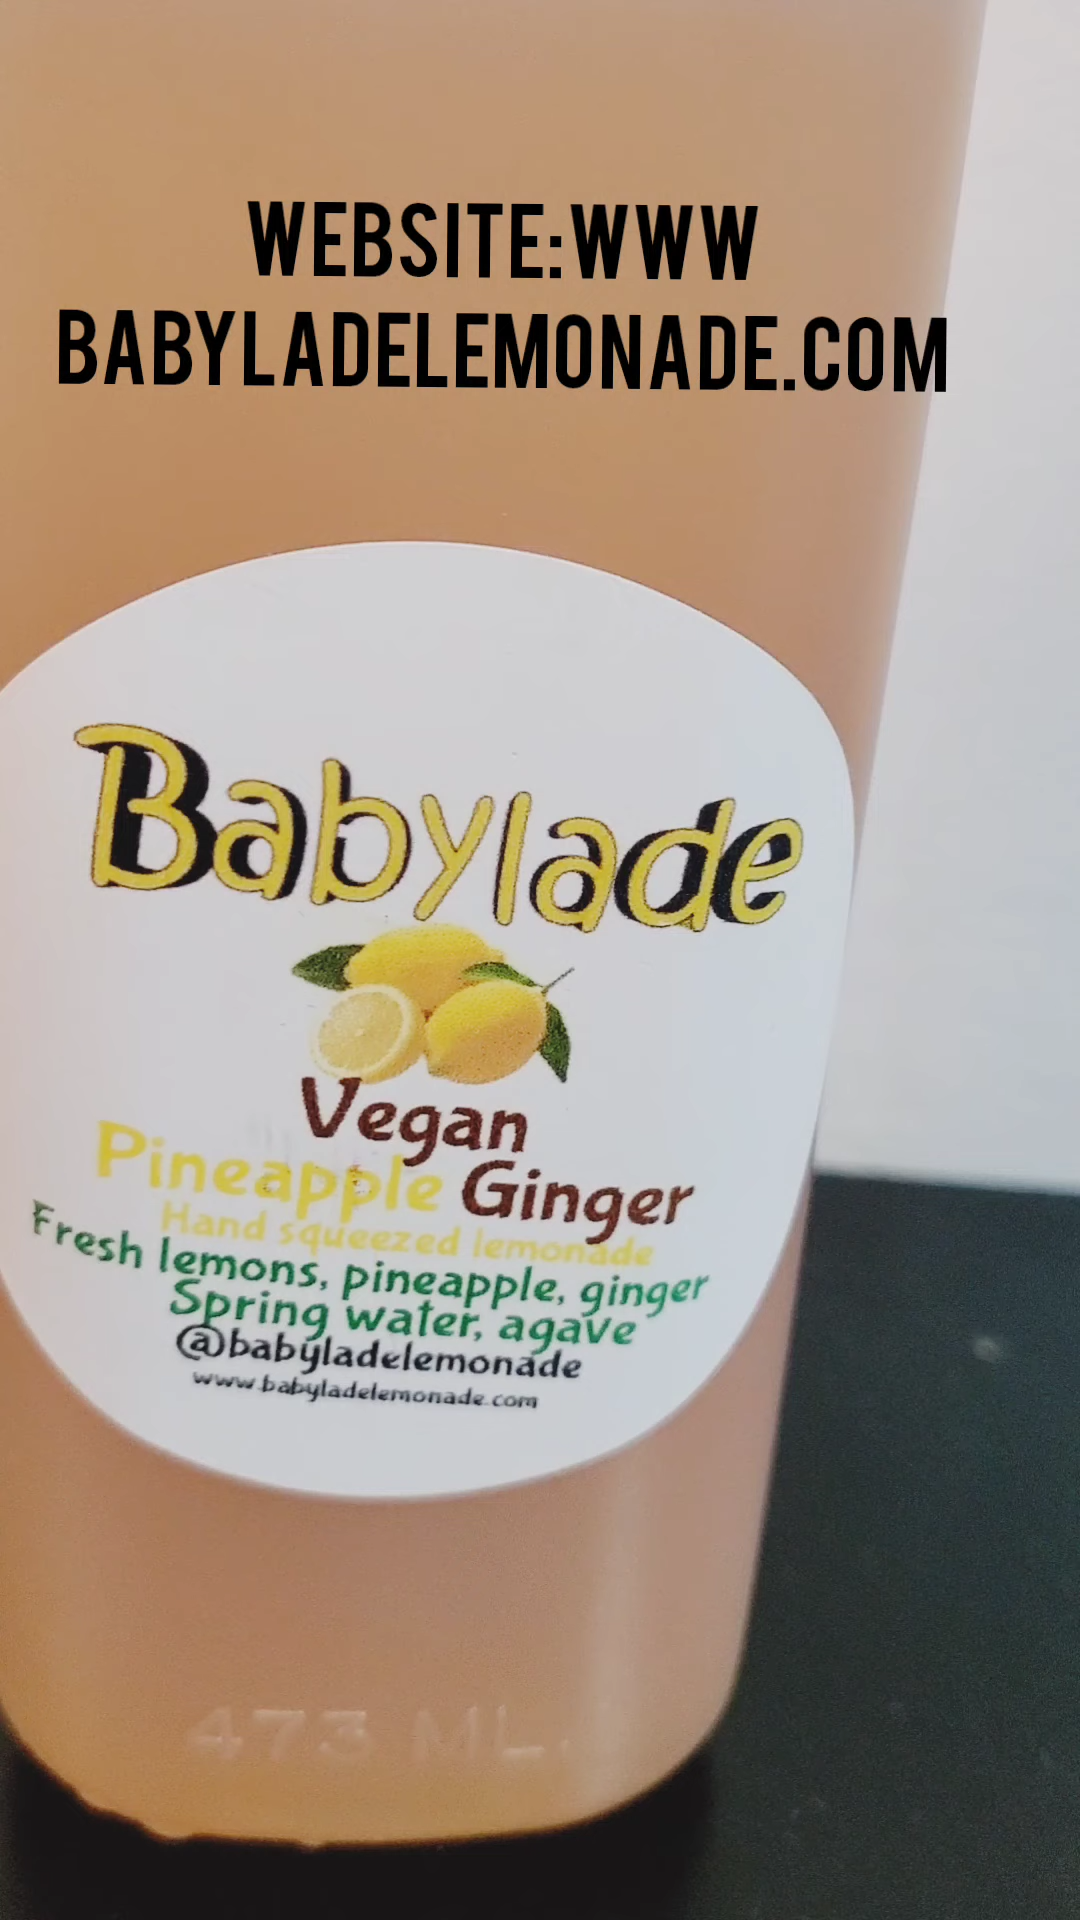 WEBSITE:WWW
BABYLADELEMONADE.COM
Babylade
Vegan
Pineapple Ginger
Hand squeezed lemonade
Fresh lemons, pineapple, ginger
Spring water, agave
@babyladelemonade
www.babyladelemonade.com
473 ML